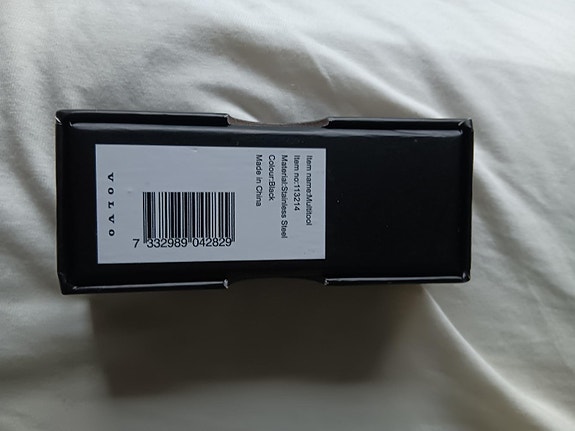 Item name:Multitool
Item no:113214
Material:Stainless Steel
Colour:Black
Made in China
7 332989 042829
VOLVO